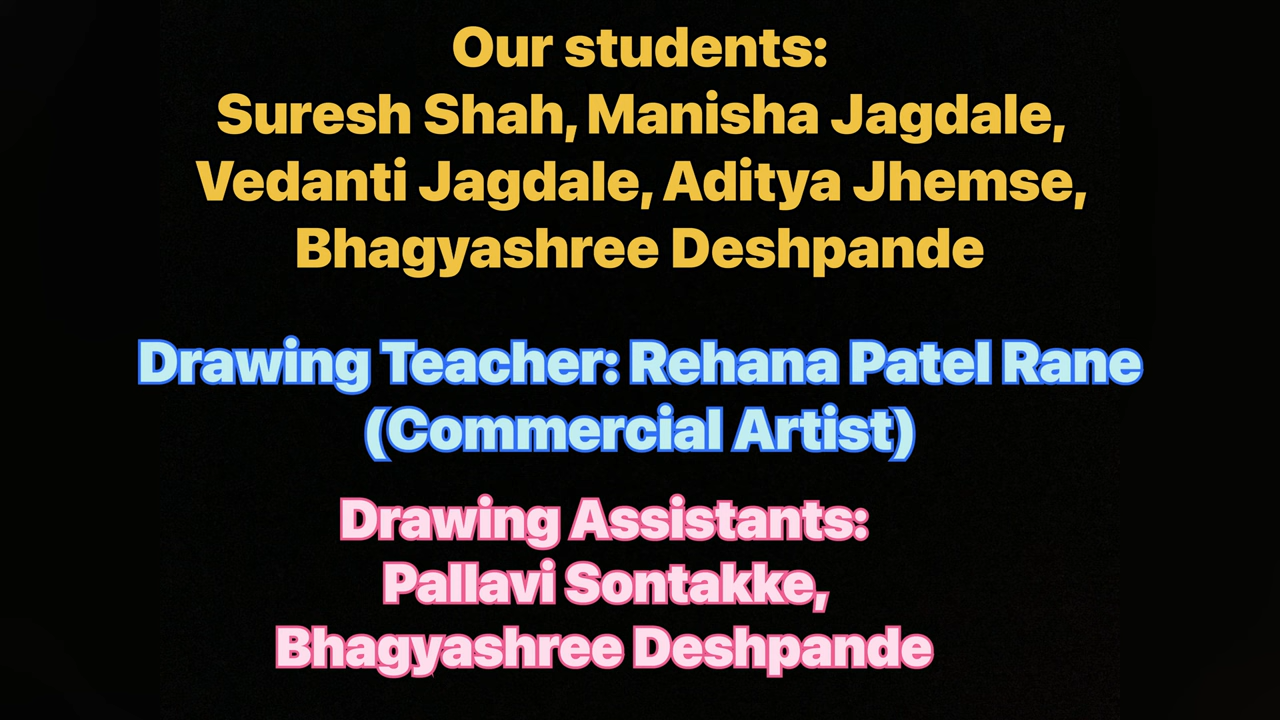 Our students:
Suresh Shah, Manisha Jagdale,
Vedanti Jagdale, Aditya Jhemse,
Bhagyashree Deshpande
Drawing Teacher: Rehana Patel Rane
(Commercial Artist)
Drawing Assistants:
Pallavi Sontakke,
Bhagyashree Deshpande